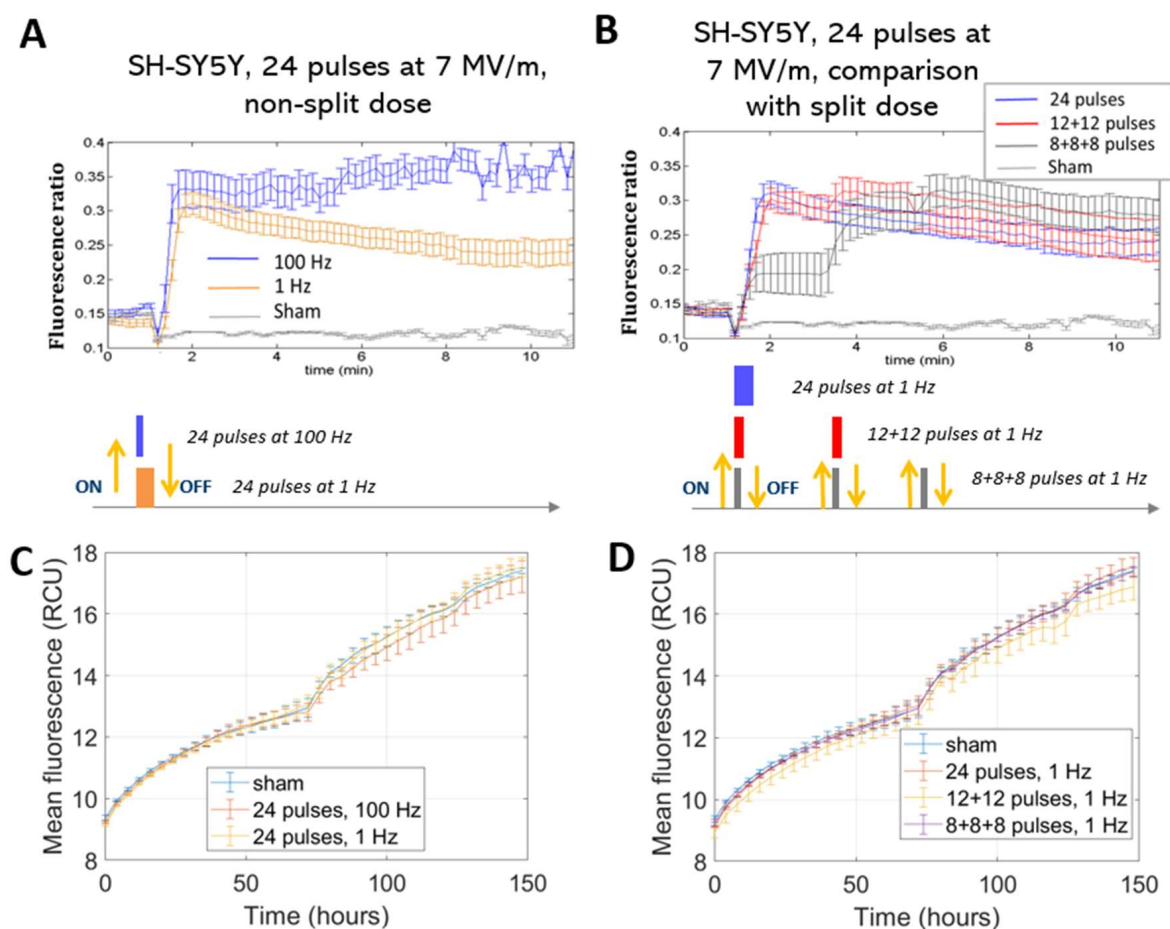 A
SH-SY5Y, 24 pulses at 7 MV/m,
non-split dose
Fluorescence ratio
0.4
0.35
0.3
0.25
0.2
0.15
0.1
100 Hz
1 Hz
Sham
0 2 4 6 8 10
time (min)
24 pulses at 100 Hz
ON OFF 24 pulses at 1 Hz
B
SH-SY5Y, 24 pulses at
7 MV/m, comparison
with split dose
24 pulses
12+12 pulses
8+8+8 pulses
Sham
Fluorescence ratio
0.4
0.35
0.3
0.25
0.2
0.15
0.1
0 2 4 6 8 10
time (min)
24 pulses at 1 Hz
12+12 pulses at 1 Hz
ON OFF 8+8+8 pulses at 1 Hz
C
Mean fluorescence (RCU)
18
16
14
12
10
8
sham
24 pulses, 100 Hz
24 pulses, 1 Hz
0 50 100 150
Time (hours)
D
Mean fluorescence (RCU)
18
16
14
12
10
8
sham
24 pulses, 1 Hz
12+12 pulses, 1 Hz
8+8+8 pulses, 1 Hz
0 50 100 150
Time (hours)